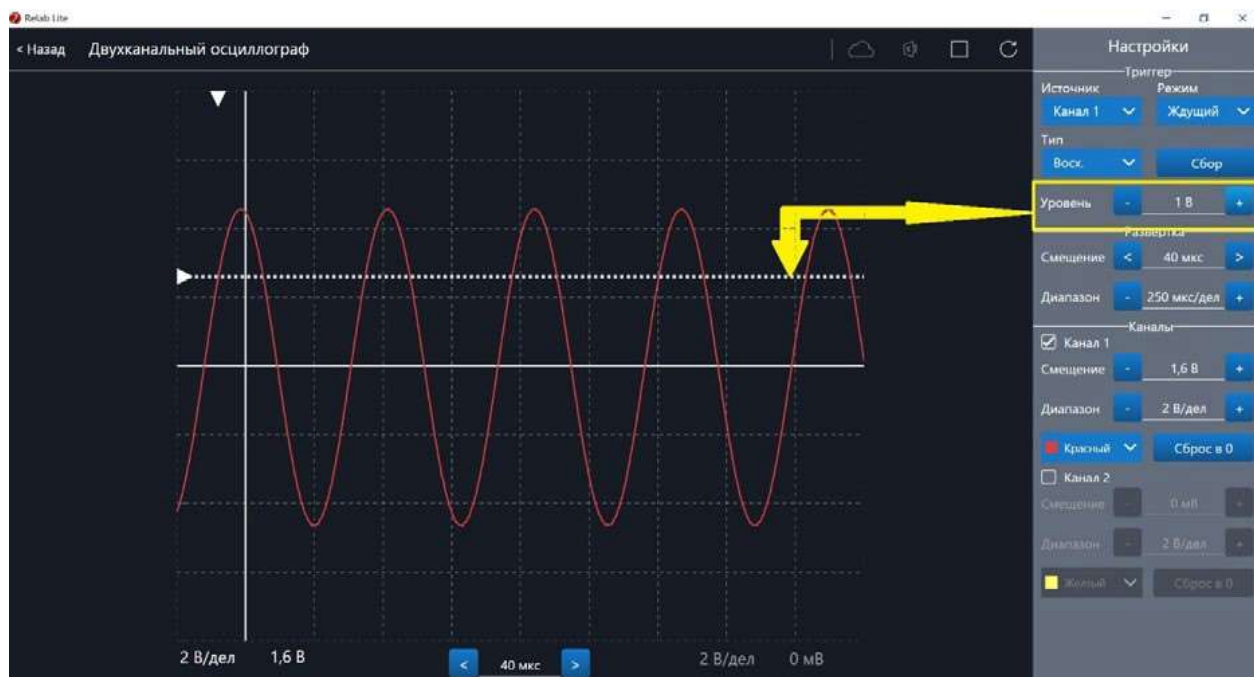 Relab Lite
< Назад Двухканальный осциллограф
Настройки
Триггер
Источник Режим
Канал 1 Ждущий
Тип
Восх. Сбор
Уровень - 1 В +
Развертка
Смещение < 40 мкс >
Диапазон - 250 мкс/дел +
Каналы
Канал 1
Смещение - 1,6 В +
Диапазон - 2 В/дел +
Красный Сброс в 0
Канал 2
Смещение - 0 мВ +
Диапазон - 2 В/дел +
Желтый Сброс в 0
2 В/дел 1,6 В < 40 мкс > 2 В/дел 0 мВ